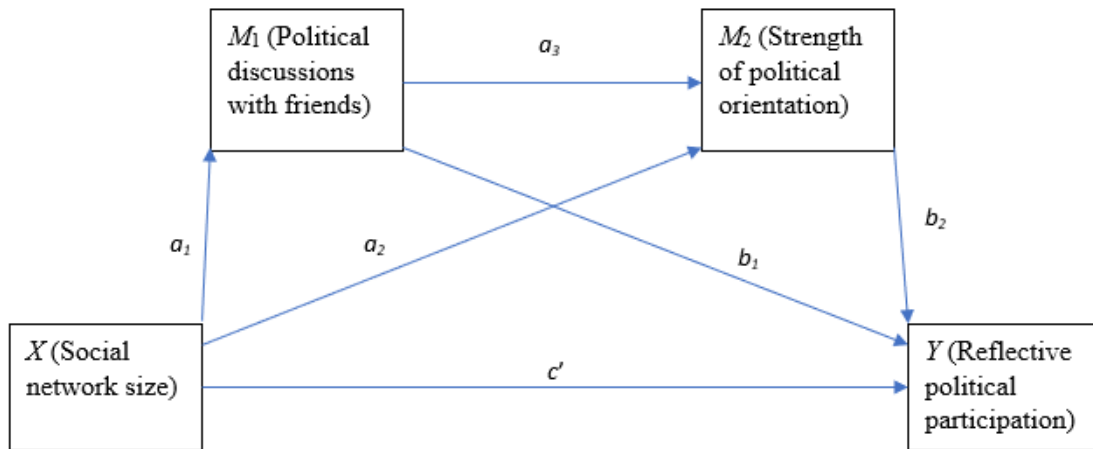 M₁ (Political
discussions
with friends)
a₃
M₂ (Strength
of political
orientation)
a₁
a₂
b₁
b₂
X (Social
network size)
c'
Y (Reflective
political
participation)